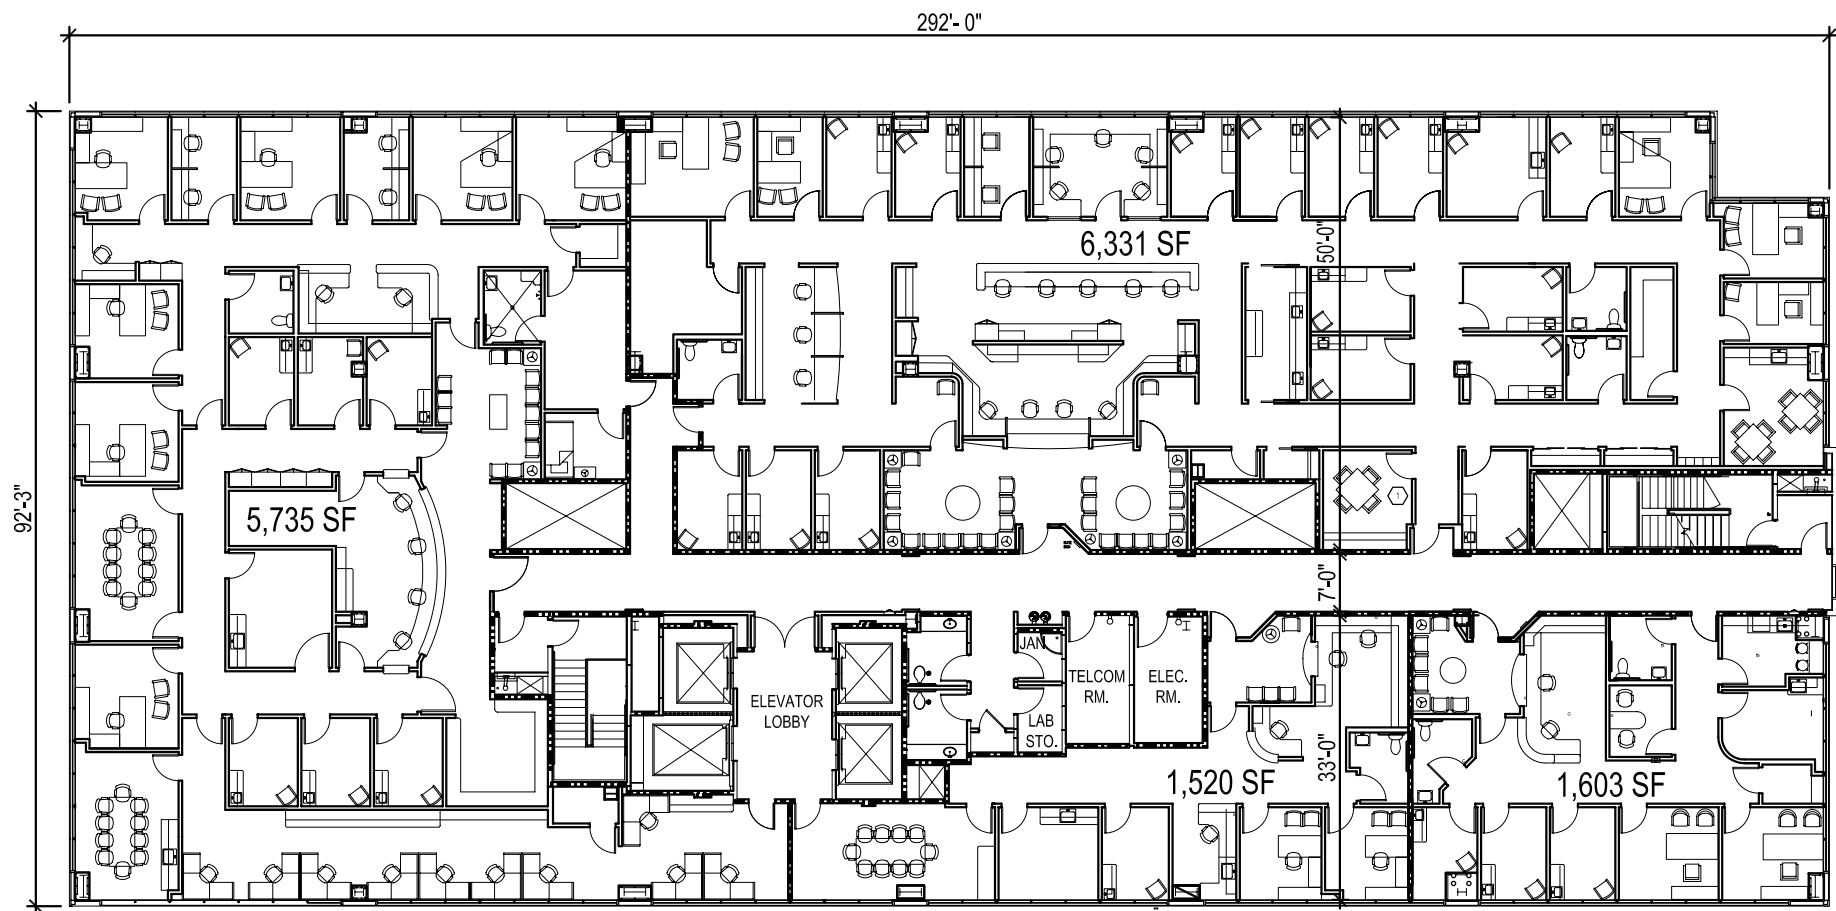 292'- 0"
6,331 SF
50'-0"
92'-3"
5,735 SF
1
7'-0"
JAN.
ELEVATOR
LOBBY
TELCOM
RM.
ELEC.
RM.
LAB
STO.
33'-0"
1,520 SF
1,603 SF